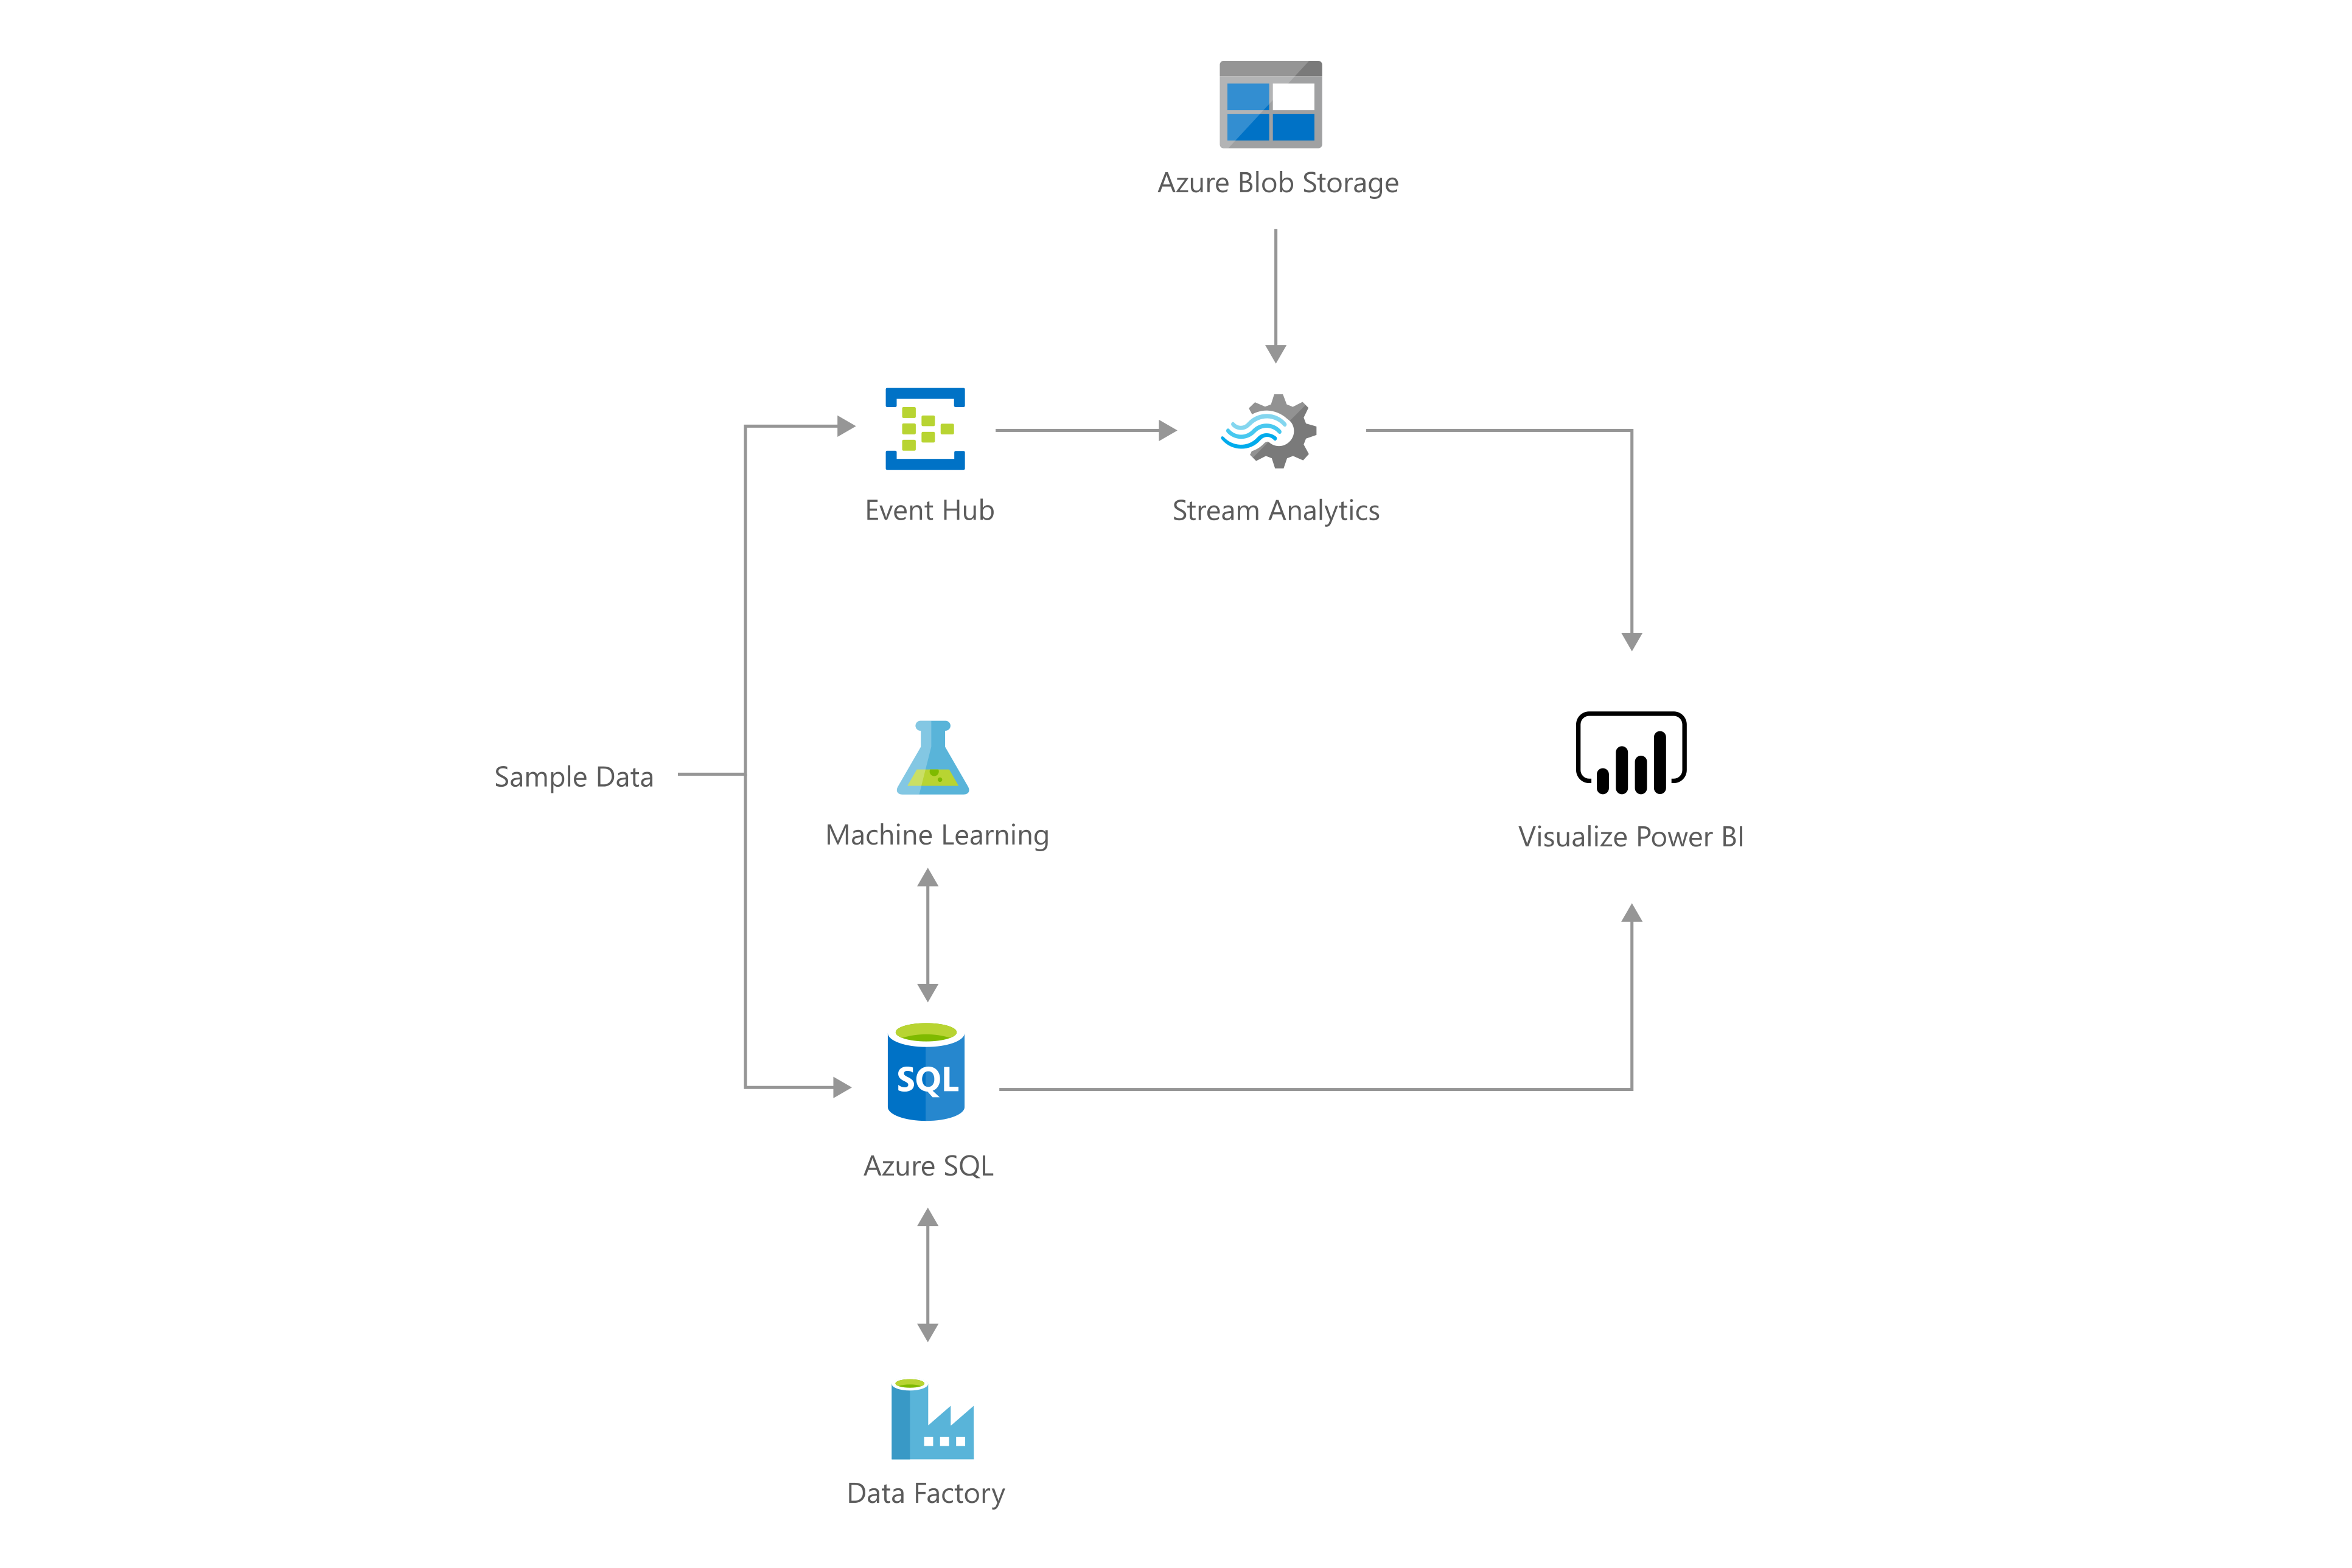 Azure Blob Storage
Event Hub
Stream Analytics
Sample Data
Machine Learning
Visualize Power BI
SQL
Azure SQL
Data Factory